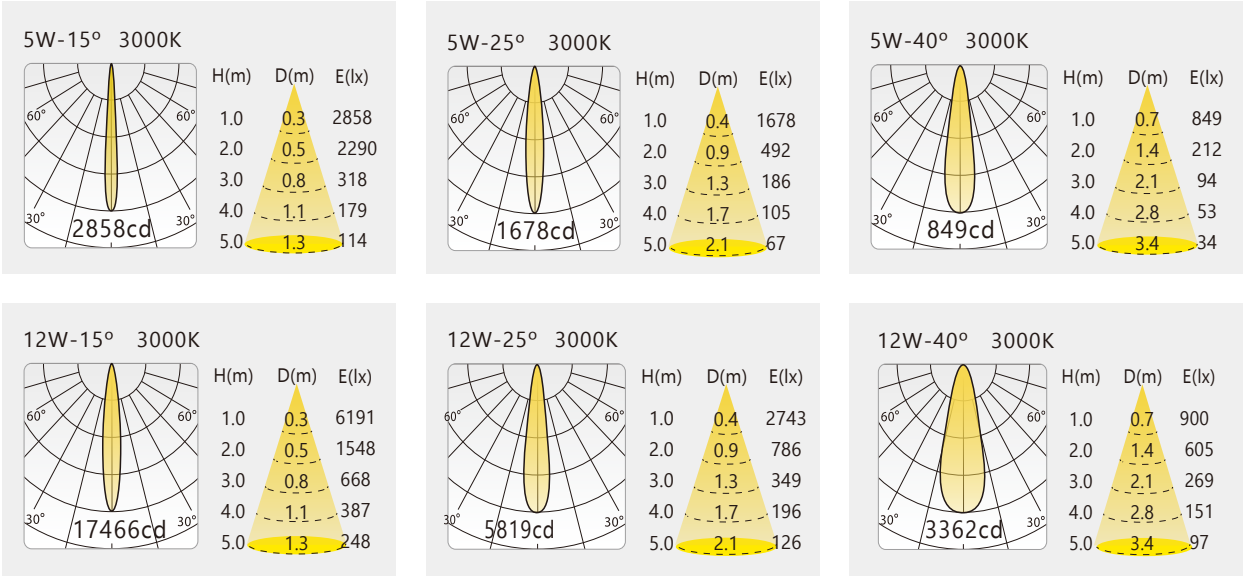 5W-15° 3000K
H(m) D(m) E(lx)
60° 60°
1.0 0.3 2858
2.0 0.5 2290
3.0 0.8 318
4.0 1.1 179
5.0 1.3 114
30° 30°
2858cd
5W-25° 3000K
H(m) D(m) E(lx)
60° 60°
1.0 0.4 1678
2.0 0.9 492
3.0 1.3 186
4.0 1.7 105
5.0 2.1 67
30° 30°
1678cd
5W-40° 3000K
H(m) D(m) E(lx)
60° 60°
1.0 0.7 849
2.0 1.4 212
3.0 2.1 94
4.0 2.8 53
5.0 3.4 34
30° 30°
849cd
12W-15° 3000K
H(m) D(m) E(lx)
60° 60°
1.0 0.3 6191
2.0 0.5 1548
3.0 0.8 668
4.0 1.1 387
5.0 1.3 248
30° 30°
17466cd
12W-25° 3000K
H(m) D(m) E(lx)
60° 60°
1.0 0.4 2743
2.0 0.9 786
3.0 1.3 349
4.0 1.7 196
5.0 2.1 126
30° 30°
5819cd
12W-40° 3000K
H(m) D(m) E(lx)
60° 60°
1.0 0.7 900
2.0 1.4 605
3.0 2.1 269
4.0 2.8 151
5.0 3.4 97
30° 30°
3362cd